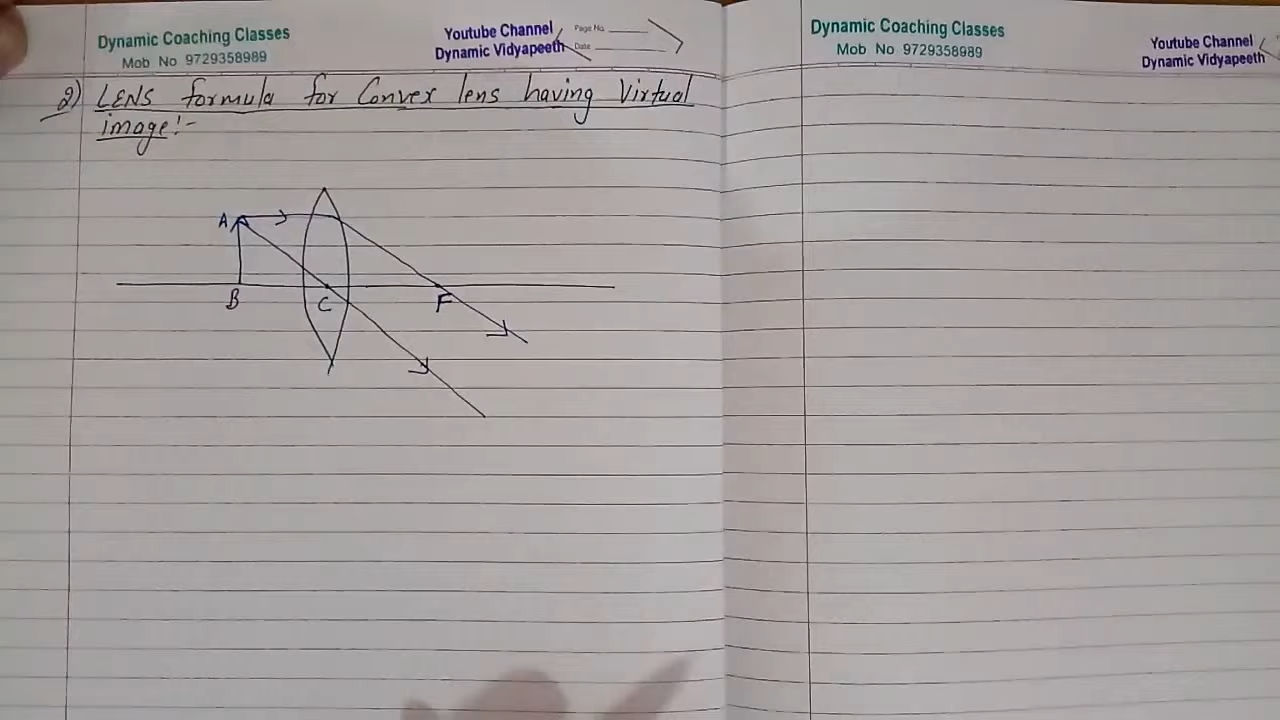 Dynamic Coaching Classes
Mob No 9729358989
Youtube Channel
Dynamic Vidyapeeth
Page No.
Date
2) LENS formula for Convex lens having Virtual
image:-
A
B
C
F
Dynamic Coaching Classes
Mob No 9729358989
Youtube Channel
Dynamic Vidyapeeth